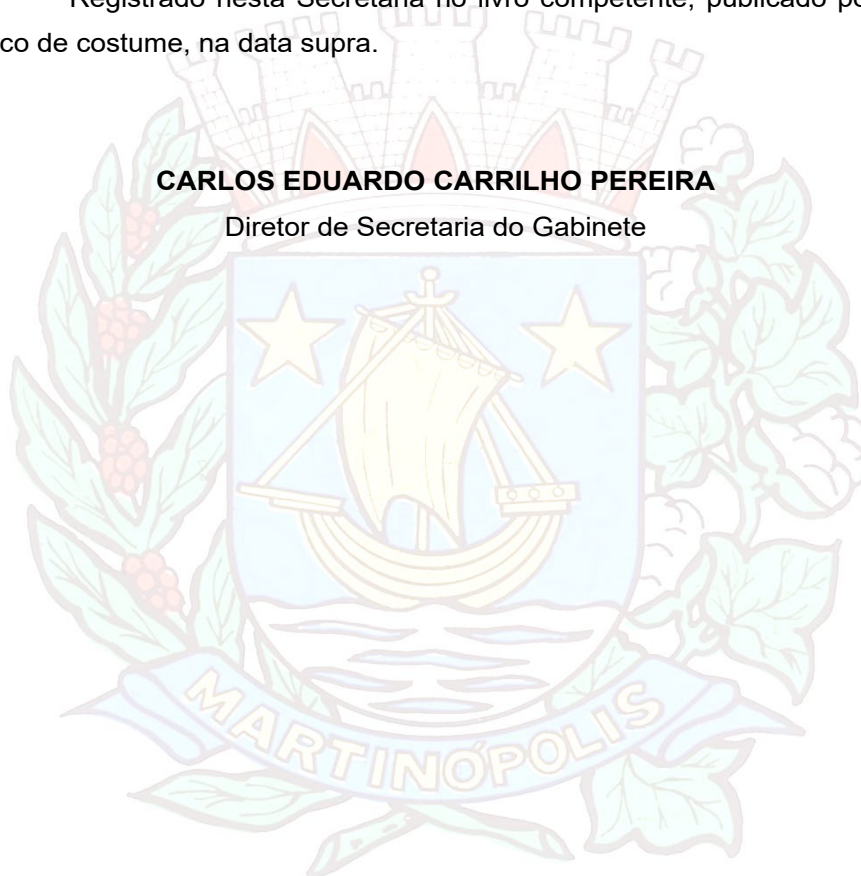 Registrado nesta Secretaria no livro competente, publicado po
co de costume, na data supra.
CARLOS EDUARDO CARRILHO PEREIRA
Diretor de Secretaria do Gabinete
MARTINÓPOLIS